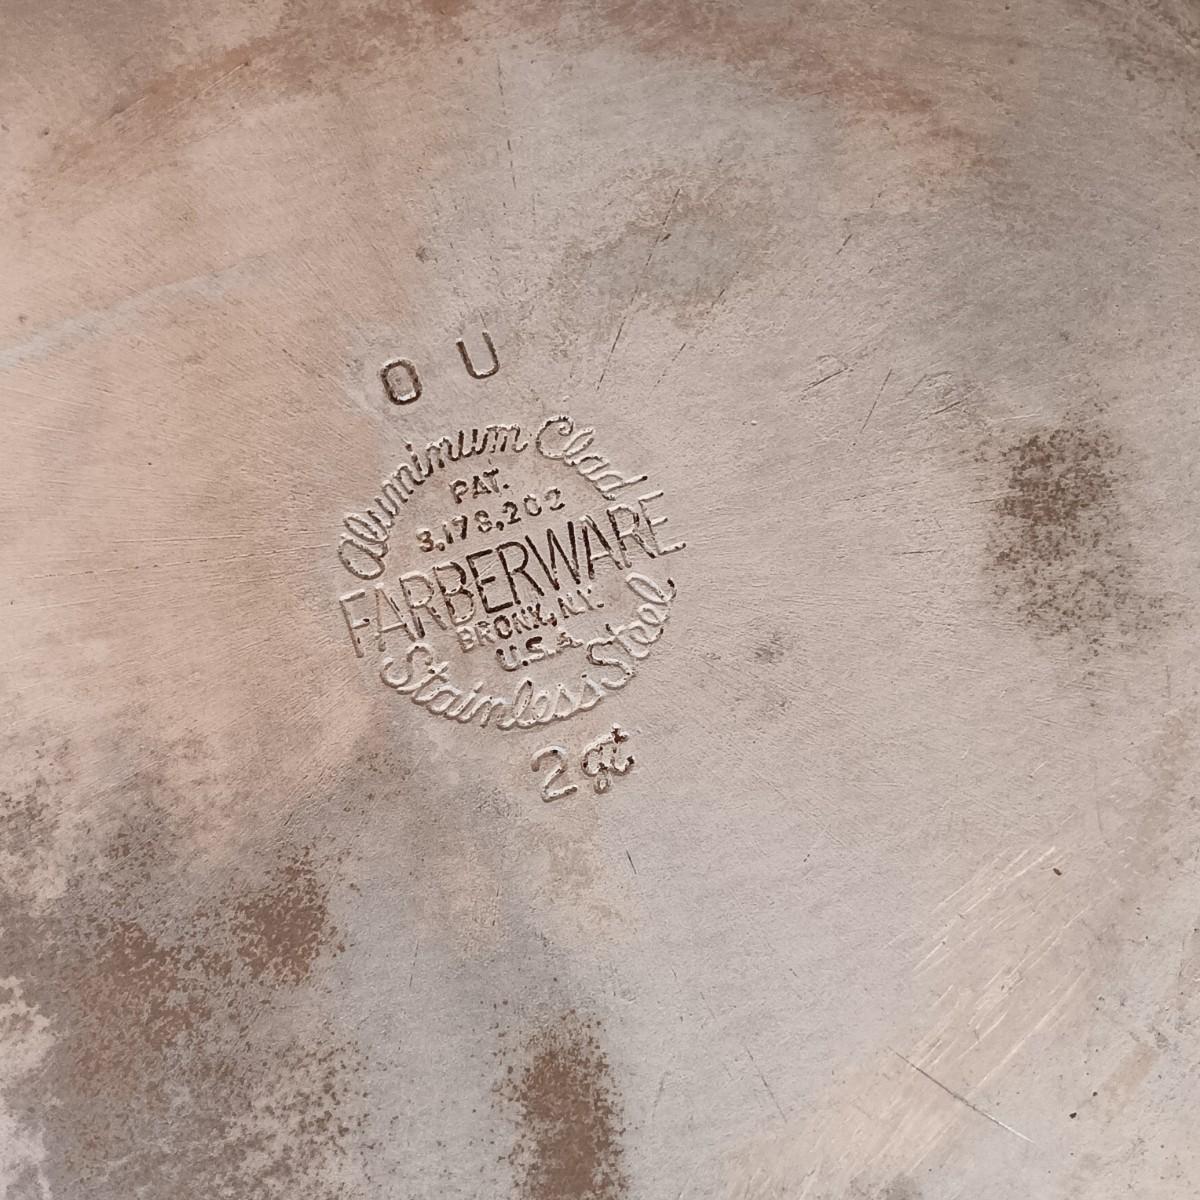 O U
Aluminum Clad
PAT.
3,178,202
FARBERWARE
BRONX, N.Y.
U.S.A.
Stainless Steel
2 qt.